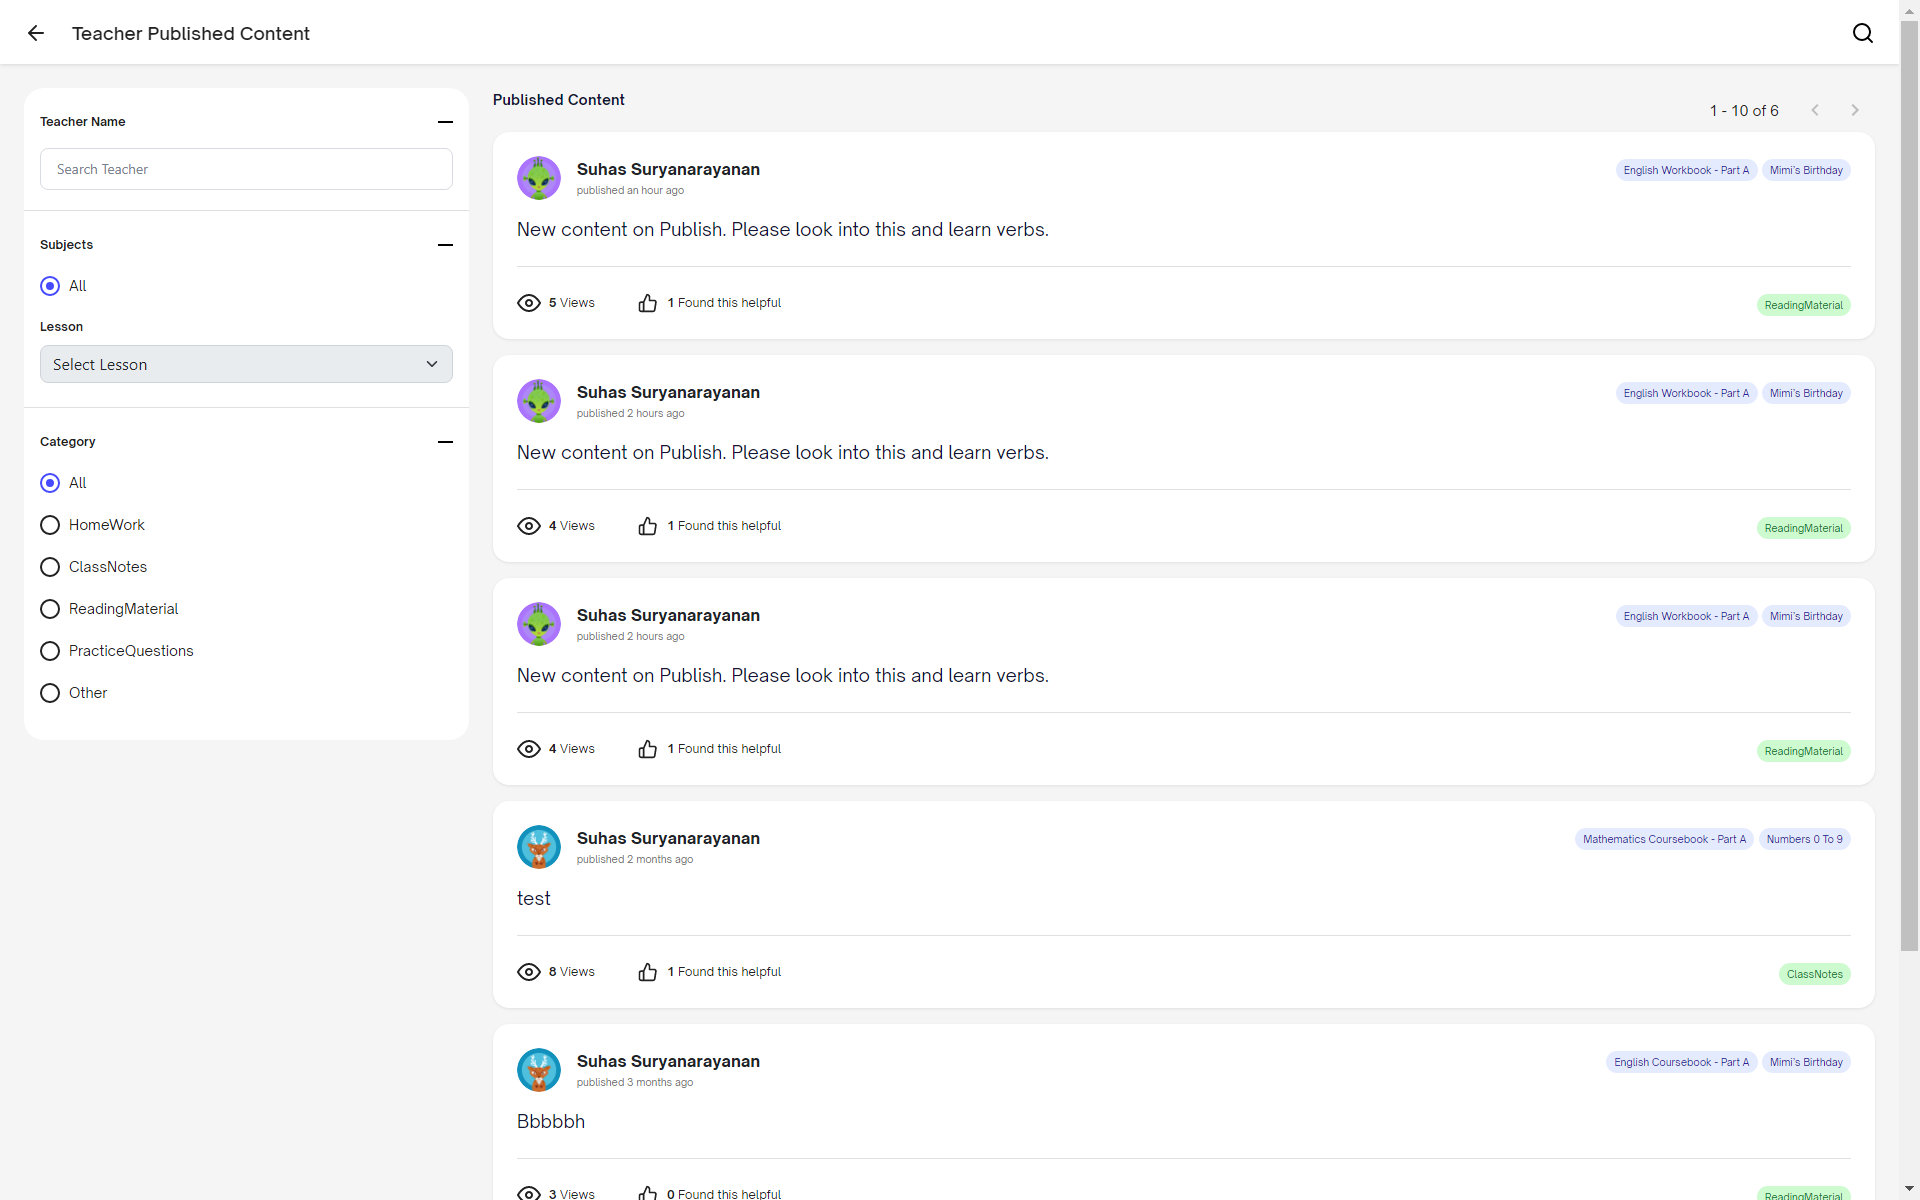 Teacher Published Content
Teacher Name
Search Teacher
Subjects
All
Lesson
Select Lesson
Category
All
HomeWork
ClassNotes
ReadingMaterial
PracticeQuestions
Other
Published Content
1 - 10 of 6
Suhas Suryanarayanan
published an hour ago
English Workbook - Part A
Mimi's Birthday
New content on Publish. Please look into this and learn verbs.
5 Views
1 Found this helpful
ReadingMaterial
Suhas Suryanarayanan
published 2 hours ago
English Workbook - Part A
Mimi's Birthday
New content on Publish. Please look into this and learn verbs.
4 Views
1 Found this helpful
ReadingMaterial
Suhas Suryanarayanan
published 2 hours ago
English Workbook - Part A
Mimi's Birthday
New content on Publish. Please look into this and learn verbs.
4 Views
1 Found this helpful
ReadingMaterial
Suhas Suryanarayanan
published 2 months ago
Mathematics Coursebook - Part A
Numbers 0 To 9
test
8 Views
1 Found this helpful
ClassNotes
Suhas Suryanarayanan
published 3 months ago
English Coursebook - Part A
Mimi's Birthday
Bbbbbh
3 Views
0 Found this helpful
ReadingMaterial